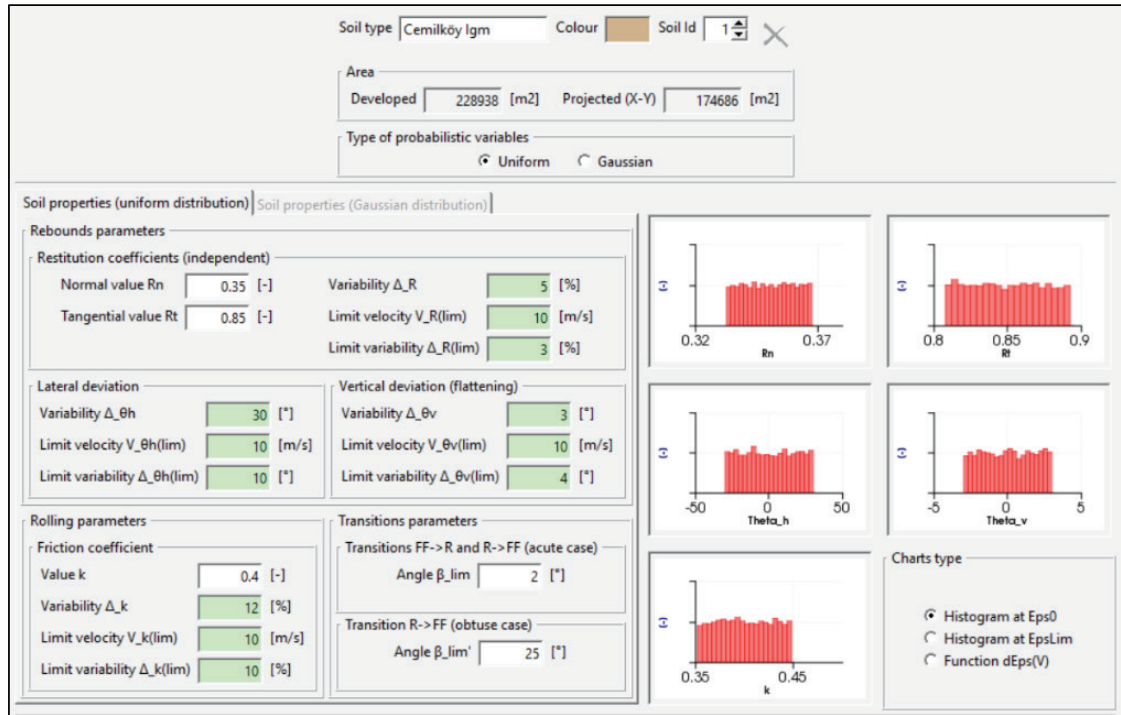 Soil type Cemilköy Igm Colour Soil Id 1
Area
Developed 228938 [m2] Projected (X-Y) 174686 [m2]
Type of probabilistic variables
Uniform Gaussian
Soil properties (uniform distribution) Soil properties (Gaussian distribution)
Rebounds parameters
Restitution coefficients (independent)
Normal value Rn 0.35 [-] Variability Δ_R 5 [%]
Tangential value Rt 0.85 [-] Limit velocity V_R(lim) 10 [m/s]
Limit variability Δ_R(lim) 3 [%]
Lateral deviation
Variability Δ_θh 30 [°]
Limit velocity V_θh(lim) 10 [m/s]
Limit variability Δ_θh(lim) 10 [°]
Vertical deviation (flattening)
Variability Δ_θv 3 [°]
Limit velocity V_θv(lim) 10 [m/s]
Limit variability Δ_θv(lim) 4 [°]
Rolling parameters
Friction coefficient
Value k 0.4 [-]
Variability Δ_k 12 [%]
Limit velocity V_k(lim) 10 [m/s]
Limit variability Δ_k(lim) 10 [%]
Transitions parameters
Transitions FF->R and R->FF (acute case)
Angle β_lim 2 [°]
Transition R->FF (obtuse case)
Angle β_lim' 25 [°]
0.32 0.37
Rn
0.8 0.85 0.9
Rt
-50 0 50
Theta_h
-5 0 5
Theta_v
0.35 0.45
k
Charts type
Histogram at Eps0
Histogram at EpsLim
Function dEps(V)